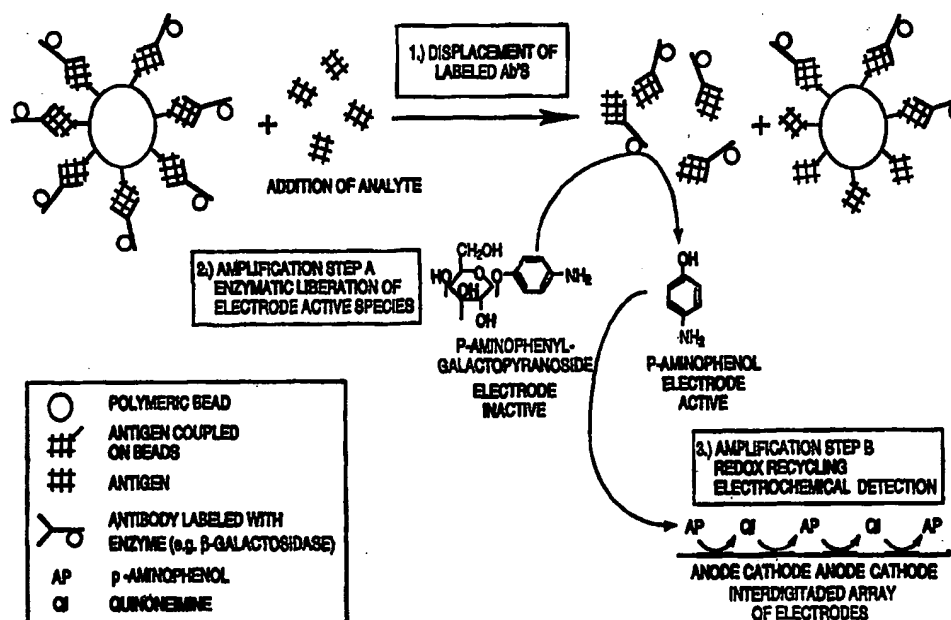 1.) DISPLACEMENT OF
LABELED Ab'S
+
+
ADDITION OF ANALYTE
2.) AMPLIFICATION STEP A
ENZYMATIC LIBERATION OF
ELECTRODE ACTIVE SPECIES
CH₂OH
HO
O
O
OH
OH
NH₂
P-AMINOPHENYL-
GALACTOPYRANOSIDE
ELECTRODE
INACTIVE
OH
NH₂
P-AMINOPHENOL
ELECTRODE
ACTIVE
3.) AMPLIFICATION STEP B
REDOX RECYCLING
ELECTROCHEMICAL DETECTION
AP QI AP QI AP
ANODE CATHODE ANODE CATHODE
INTERDIGITADED ARRAY
OF ELECTRODES
POLYMERIC BEAD
ANTIGEN COUPLED
ON BEADS
ANTIGEN
ANTIBODY LABELED WITH
ENZYME (e.g. β-GALACTOSIDASE)
AP p-AMINOPHENOL
QI QUINONEIMINE